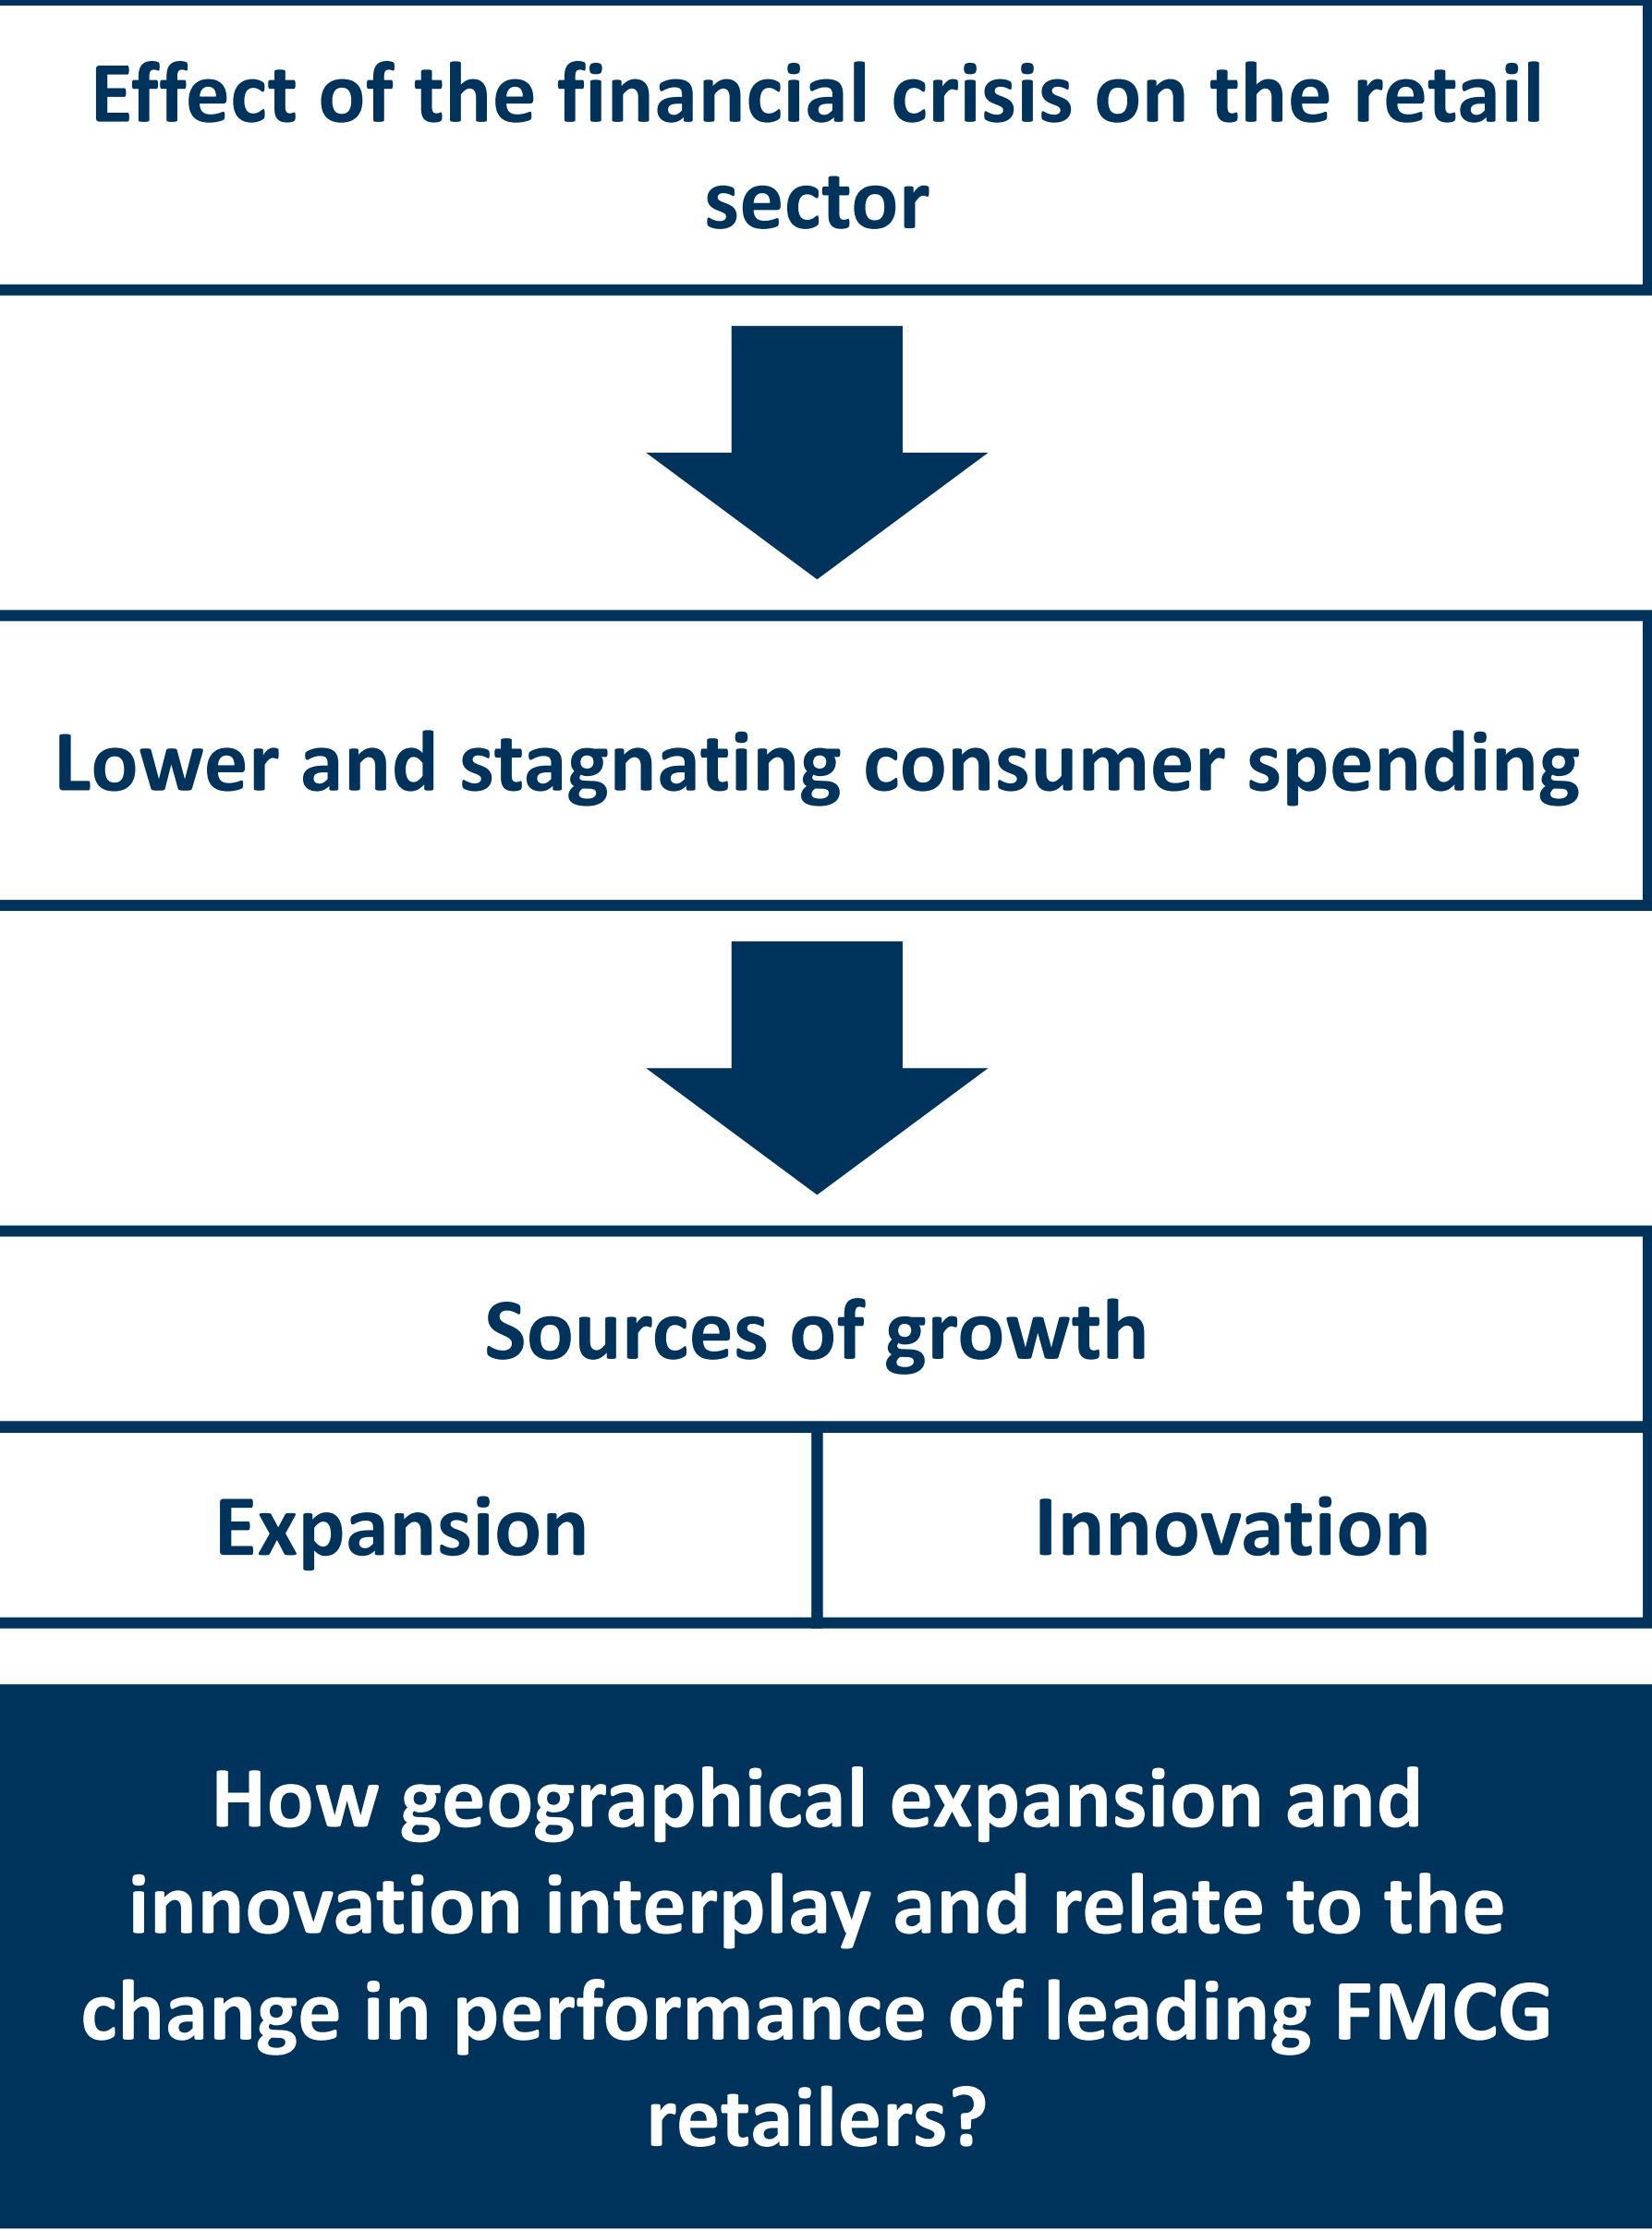 Effect of the financial crisis on the retail
sector
Lower and stagnating consumer spending
Sources of growth
Expansion
Innovation
How geographical expansion and
innovation interplay and relate to the
change in performance of leading FMCG
retailers?